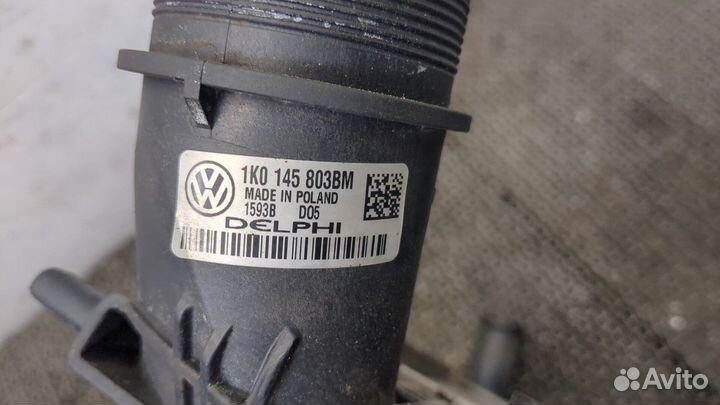 1K0 145 803BM
MADE IN POLAND
1593B D05
DELPHI
Avito